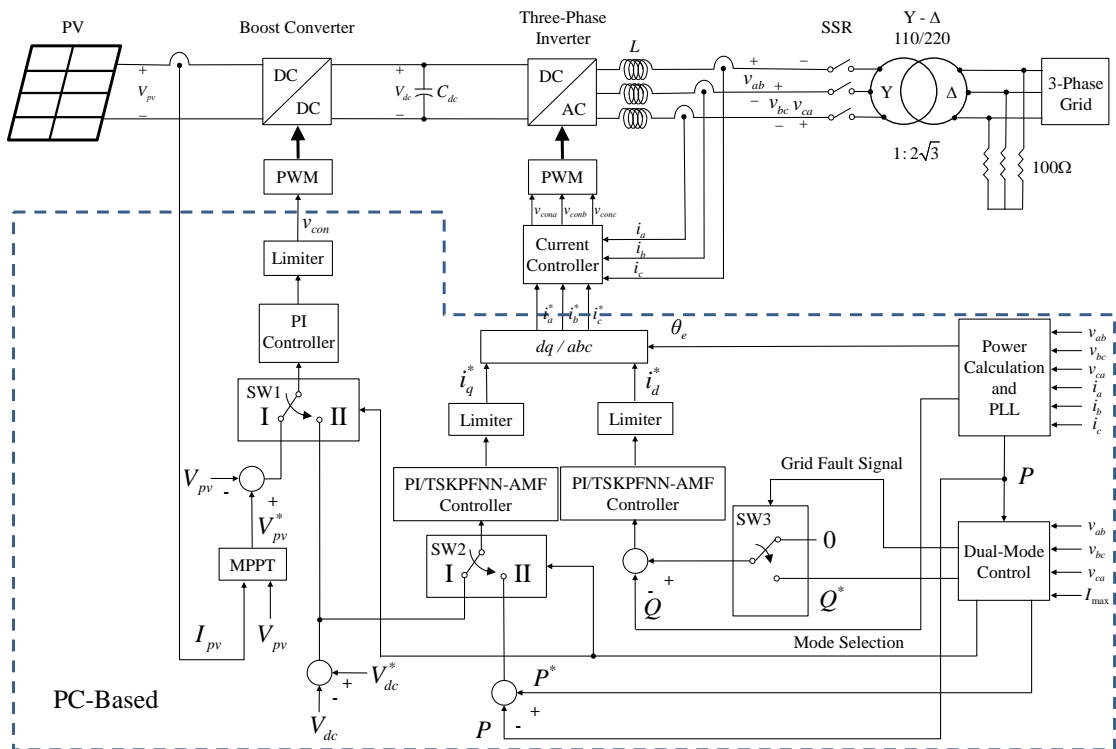 PV
Boost Converter
Three-Phase
Inverter
L
SSR
Y - Δ
110/220
DC
DC
DC
AC
+
V_pv
−
+
V_dc
−
C_dc
+
−
v_ab
+
−
v_bc
v_ca
−
+
Y
Δ
3-Phase
Grid
1 : 2√3
100Ω
PWM
PWM
v_con
v_cona
v_conb
v_conc
Limiter
Current
Controller
i_a
i_b
i_c
i_a^*
i_b^*
i_c^*
PI
Controller
dq / abc
θ_e
Power
Calculation
and
PLL
v_ab
v_bc
v_ca
i_a
i_b
i_c
SW1
I
II
i_q^*
i_d^*
Limiter
Limiter
V_pv
-
+
V_pv^*
PI/TSKPFNN-AMF
Controller
PI/TSKPFNN-AMF
Controller
Grid Fault Signal
P
SW3
0
Q^*
MPPT
SW2
I
II
+
-
Q
Dual-Mode
Control
v_ab
v_bc
v_ca
I_max
I_pv
V_pv
Mode Selection
+
V_dc^*
-
V_dc
P^*
+
P
-
PC-Based